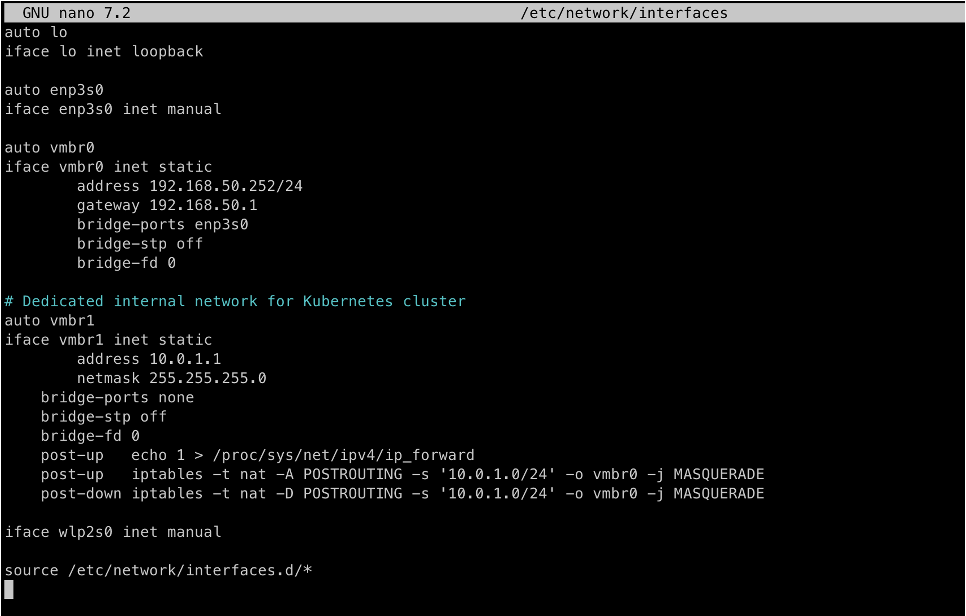 GNU nano 7.2 /etc/network/interfaces
auto lo
iface lo inet loopback
auto enp3s0
iface enp3s0 inet manual
auto vmbr0
iface vmbr0 inet static
address 192.168.50.252/24
gateway 192.168.50.1
bridge-ports enp3s0
bridge-stp off
bridge-fd 0
# Dedicated internal network for Kubernetes cluster
auto vmbr1
iface vmbr1 inet static
address 10.0.1.1
netmask 255.255.255.0
bridge-ports none
bridge-stp off
bridge-fd 0
post-up   echo 1 > /proc/sys/net/ipv4/ip_forward
post-up   iptables -t nat -A POSTROUTING -s '10.0.1.0/24' -o vmbr0 -j MASQUERADE
post-down iptables -t nat -D POSTROUTING -s '10.0.1.0/24' -o vmbr0 -j MASQUERADE
iface wlp2s0 inet manual
source /etc/network/interfaces.d/*